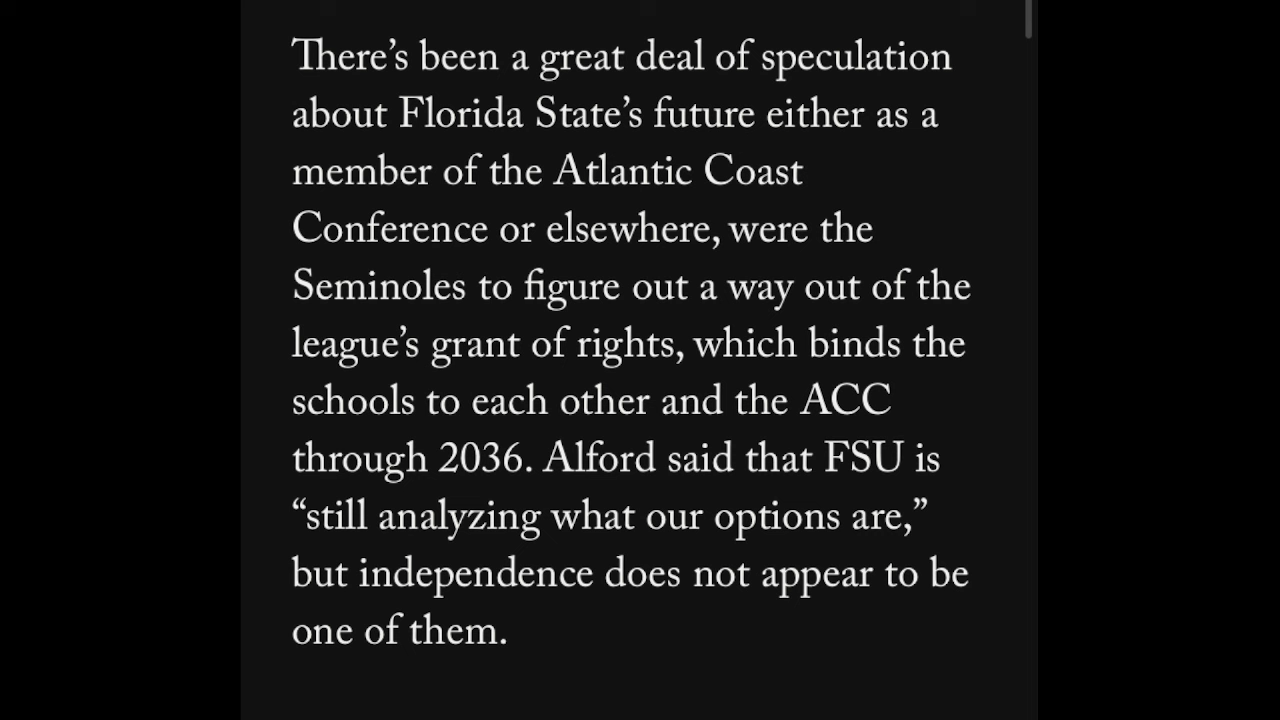 There’s been a great deal of speculation
about Florida State’s future either as a
member of the Atlantic Coast
Conference or elsewhere, were the
Seminoles to figure out a way out of the
league’s grant of rights, which binds the
schools to each other and the ACC
through 2036. Alford said that FSU is
“still analyzing what our options are,”
but independence does not appear to be
one of them.